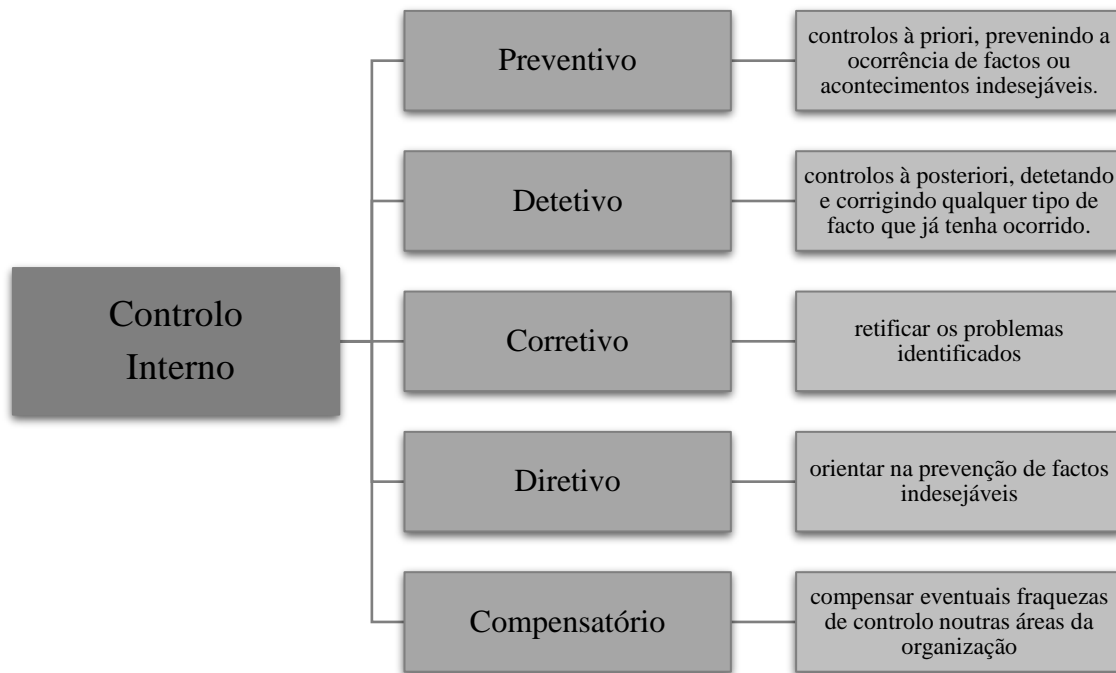 Controlo
Interno
Preventivo
controlos à priori, prevenindo a
ocorrência de factos ou
acontecimentos indesejáveis.
Detetivo
controlos à posteriori, detetando
e corrigindo qualquer tipo de
facto que já tenha ocorrido.
Corretivo
retificar os problemas
identificados
Diretivo
orientar na prevenção de factos
indesejáveis
Compensatório
compensar eventuais fraquezas
de controlo noutras áreas da
organização